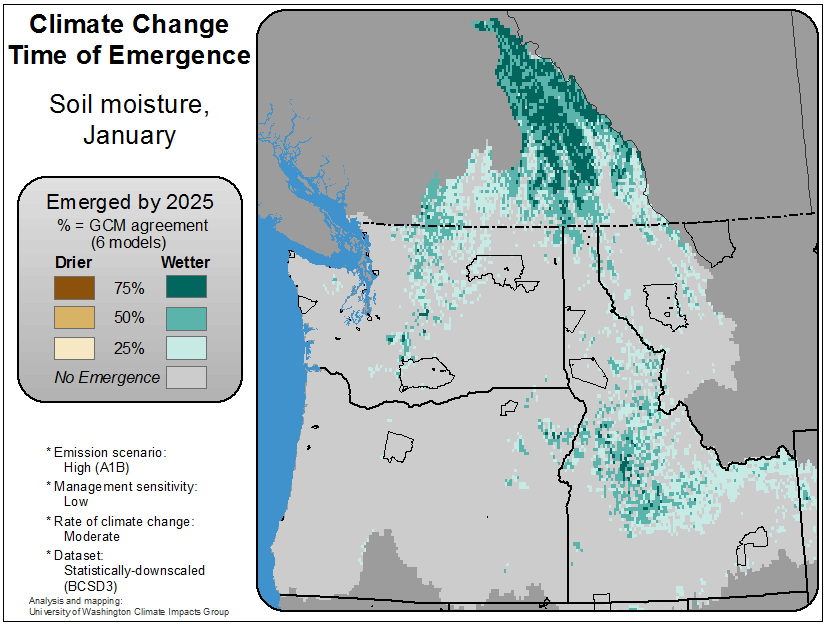 Climate Change
Time of Emergence
Soil moisture,
January
Emerged by 2025
% = GCM agreement
(6 models)
Drier Wetter
75%
50%
25%
No Emergence
* Emission scenario:
High (A1B)
* Management sensitivity:
Low
* Rate of climate change:
Moderate
* Dataset:
Statistically-downscaled
(BCSD3)
Analysis and mapping:
University of Washington Climate Impacts Group